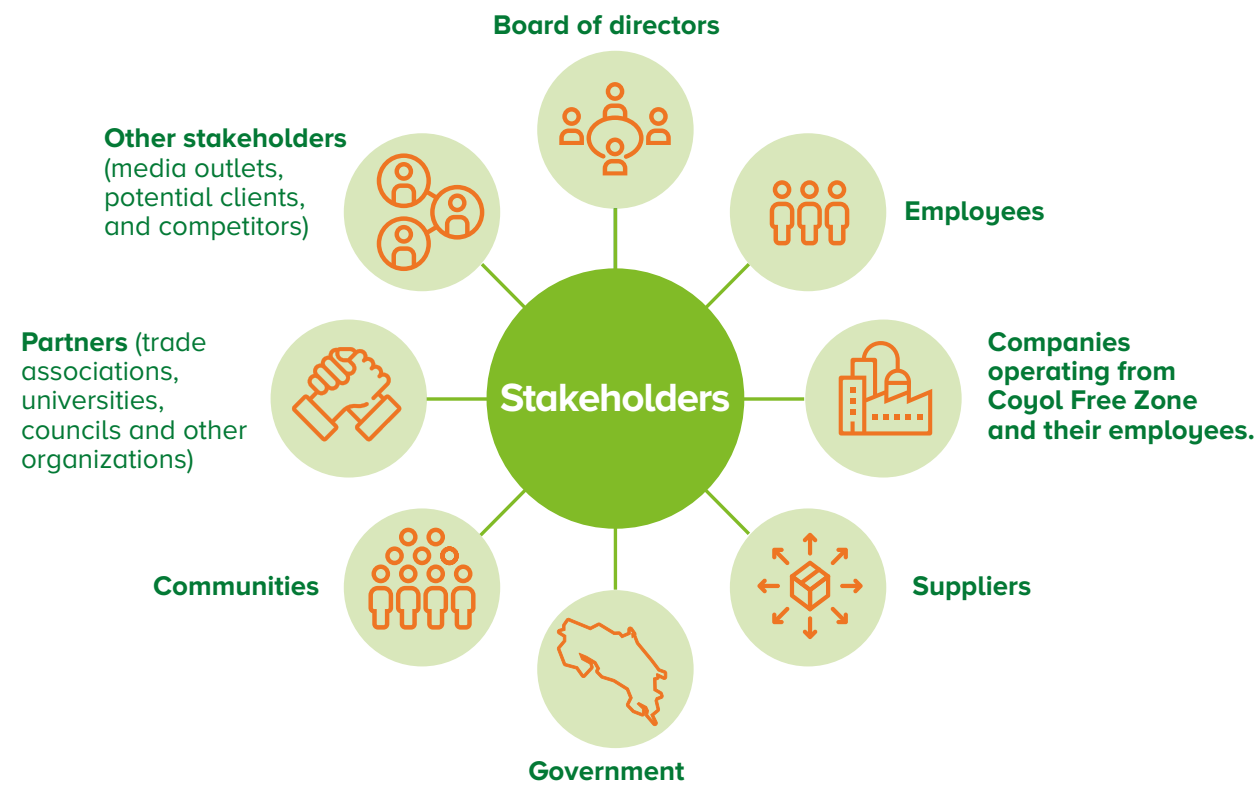 Board of directors
Other stakeholders
(media outlets,
potential clients,
and competitors)
Employees
Partners (trade
associations,
universities,
councils and other
organizations)
Stakeholders
Companies
operating from
Coyol Free Zone
and their employees.
Communities
Suppliers
Government